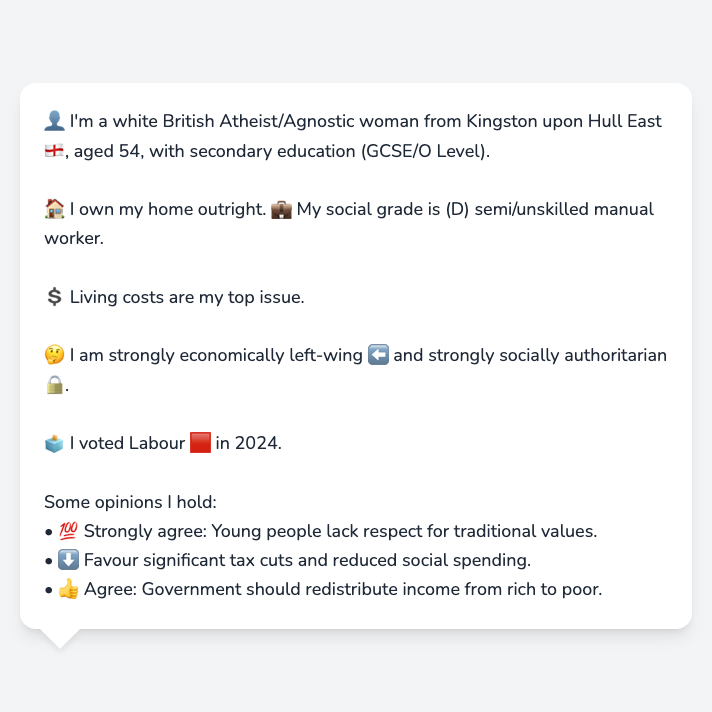 👤 I'm a white British Atheist/Agnostic woman from Kingston upon Hull East
🏴󠁧󠁢󠁥󠁮󠁧󠁿, aged 54, with secondary education (GCSE/O Level).
🏠 I own my home outright. 💼 My social grade is (D) semi/unskilled manual
worker.
💲 Living costs are my top issue.
🤔 I am strongly economically left-wing ⬅️ and strongly socially authoritarian
🔒.
🗳️ I voted Labour 🟥 in 2024.
Some opinions I hold:
• 💯 Strongly agree: Young people lack respect for traditional values.
• ⬇️ Favour significant tax cuts and reduced social spending.
• 👍 Agree: Government should redistribute income from rich to poor.